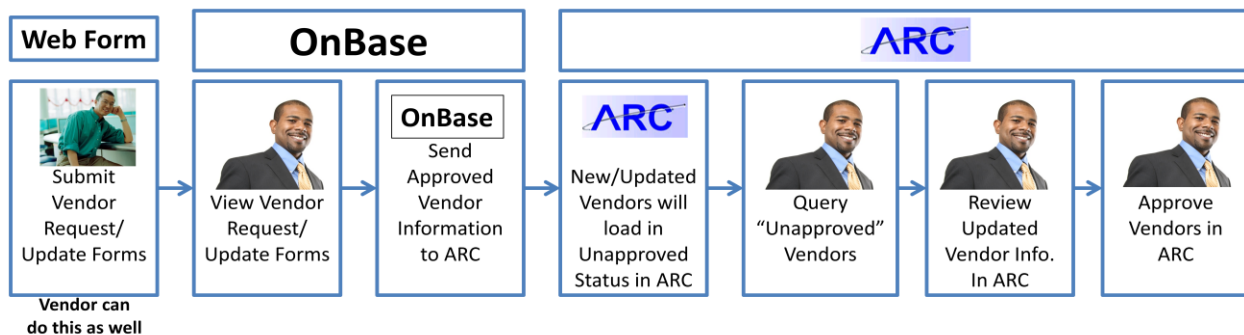 Web Form
OnBase
ARC
Submit
Vendor
Request/
Update Forms
Vendor can
do this as well
View Vendor
Request/
Update Forms
OnBase
Send
Approved
Vendor
Information
to ARC
ARC
New/Updated
Vendors will
load in
Unapproved
Status in ARC
Query
“Unapproved”
Vendors
Review
Updated
Vendor Info.
In ARC
Approve
Vendors in
ARC